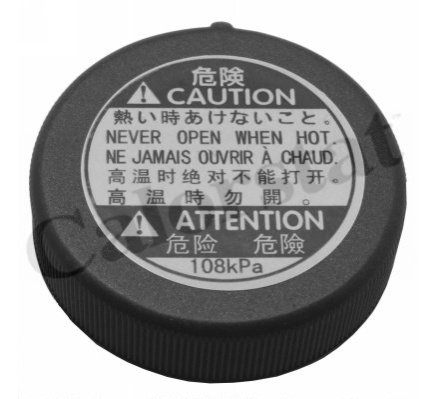 危険
⚠ CAUTION
熱い時あけないこと。
NEVER OPEN WHEN HOT.
NE JAMAIS OUVRIR À CHAUD.
高温时绝对不能打开。
高温時勿開。
⚠ ATTENTION
危险 危險
108kPa
Calorstat